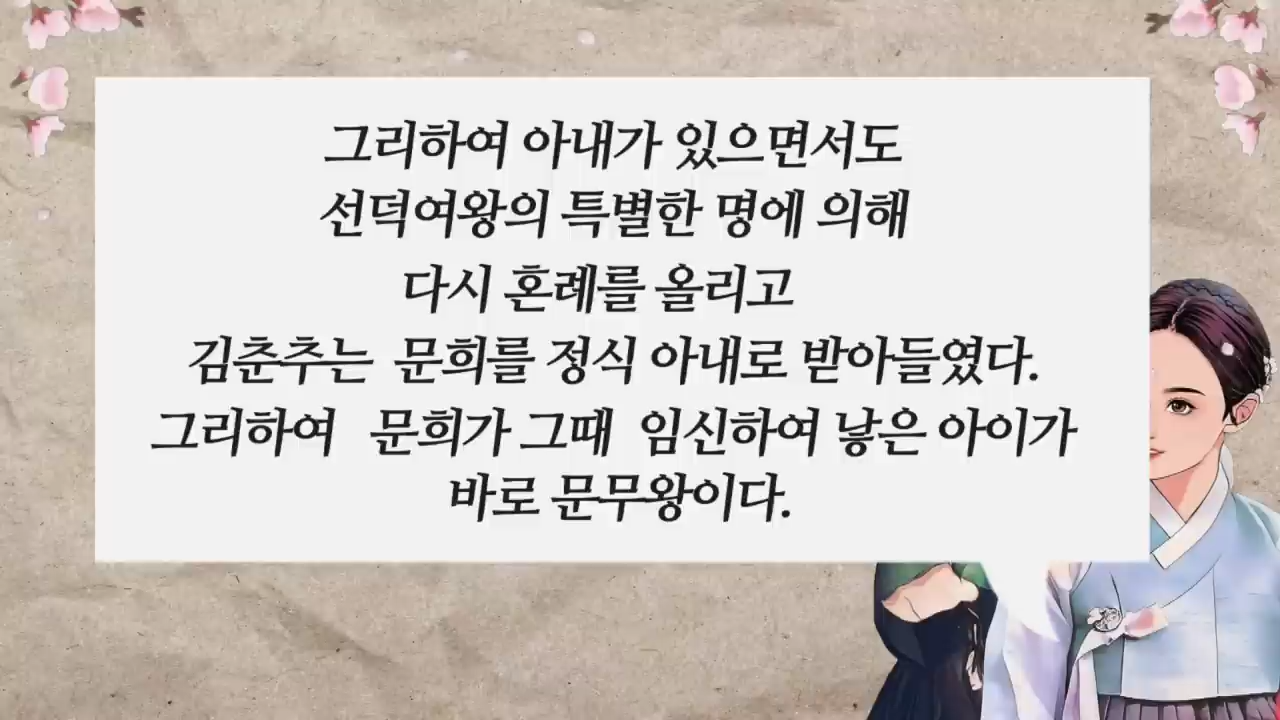 그리하여 아내가 있으면서도
선덕여왕의 특별한 명에 의해
다시 혼례를 올리고
김춘추는 문희를 정식 아내로 받아들였다.
그리하여 문희가 그때 임신하여 낳은 아이가
바로 문무왕이다.